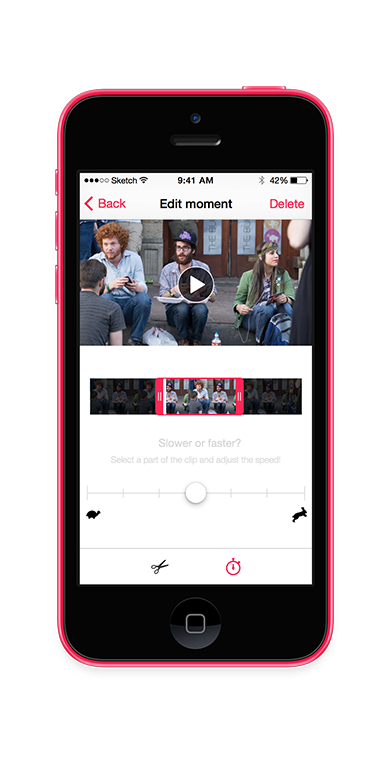 Sketch 9:41 AM 42%
Back Edit moment Delete
Slower or faster?
Select a part of the clip and adjust the speed!